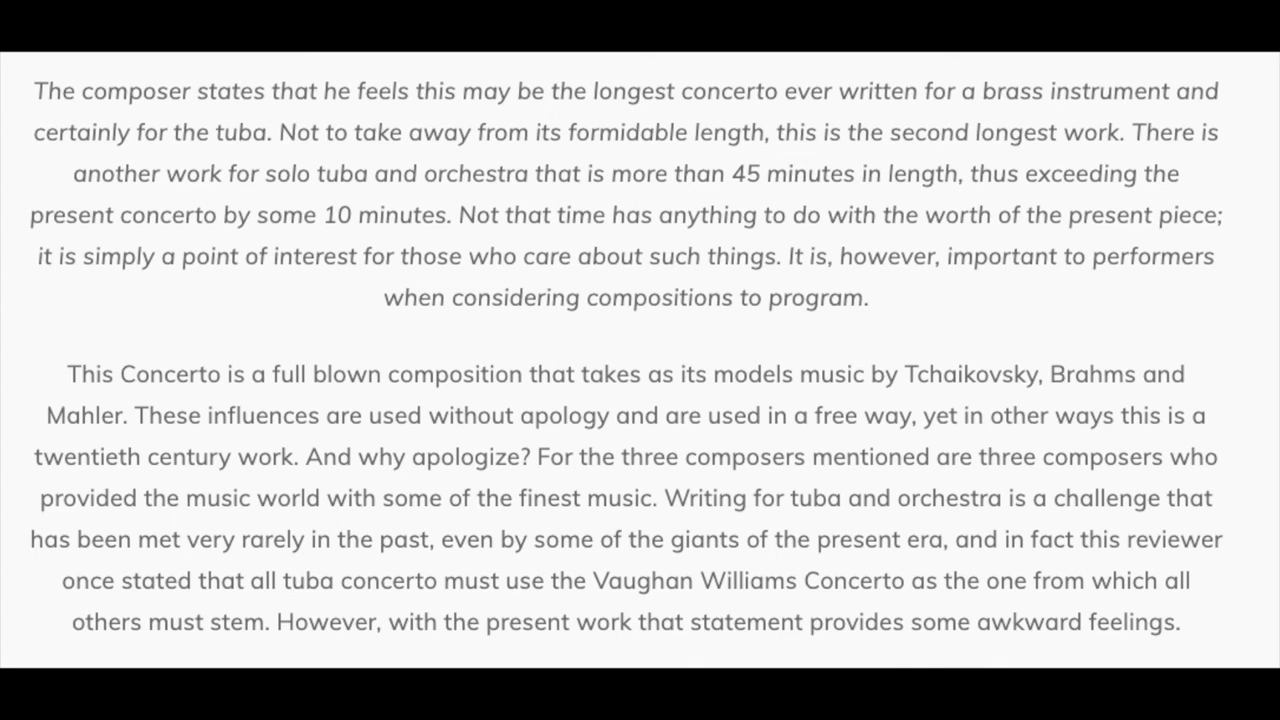 The composer states that he feels this may be the longest concerto ever written for a brass instrument and
certainly for the tuba. Not to take away from its formidable length, this is the second longest work. There is
another work for solo tuba and orchestra that is more than 45 minutes in length, thus exceeding the
present concerto by some 10 minutes. Not that time has anything to do with the worth of the present piece;
it is simply a point of interest for those who care about such things. It is, however, important to performers
when considering compositions to program.
This Concerto is a full blown composition that takes as its models music by Tchaikovsky, Brahms and
Mahler. These influences are used without apology and are used in a free way, yet in other ways this is a
twentieth century work. And why apologize? For the three composers mentioned are three composers who
provided the music world with some of the finest music. Writing for tuba and orchestra is a challenge that
has been met very rarely in the past, even by some of the giants of the present era, and in fact this reviewer
once stated that all tuba concerto must use the Vaughan Williams Concerto as the one from which all
others must stem. However, with the present work that statement provides some awkward feelings.